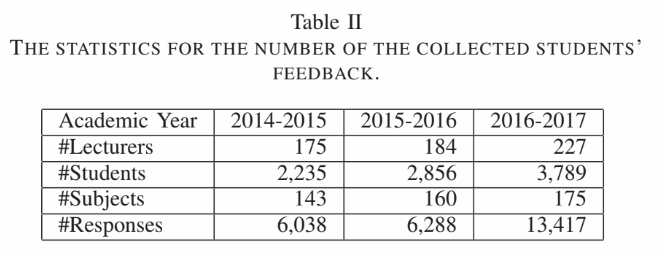 Table II
THE STATISTICS FOR THE NUMBER OF THE COLLECTED STUDENTS'
FEEDBACK.
Academic Year 2014-2015 2015-2016 2016-2017
#Lecturers 175 184 227
#Students 2,235 2,856 3,789
#Subjects 143 160 175
#Responses 6,038 6,288 13,417